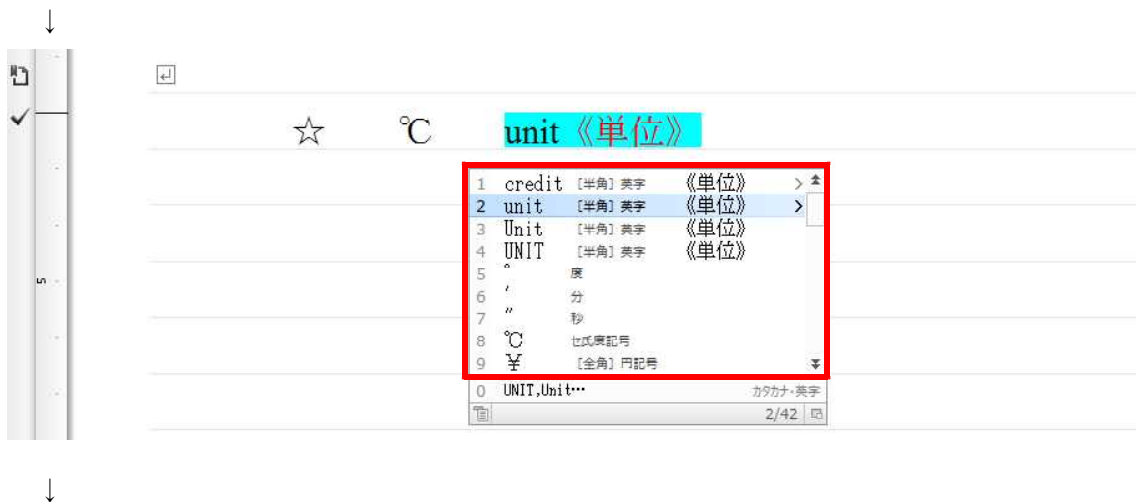 ↓
↵
☆ ℃ unit《単位》
1 credit [半角] 英字 《単位》 >
2 unit [半角] 英字 《単位》 >
3 Unit [半角] 英字 《単位》
4 UNIT [半角] 英字 《単位》
5 ° 度
6 ′ 分
7 ″ 秒
8 ℃ セ氏度記号
9 ¥ [全角] 円記号
0 UNIT,Unit… カタカナ・英字
2/42
5
↓